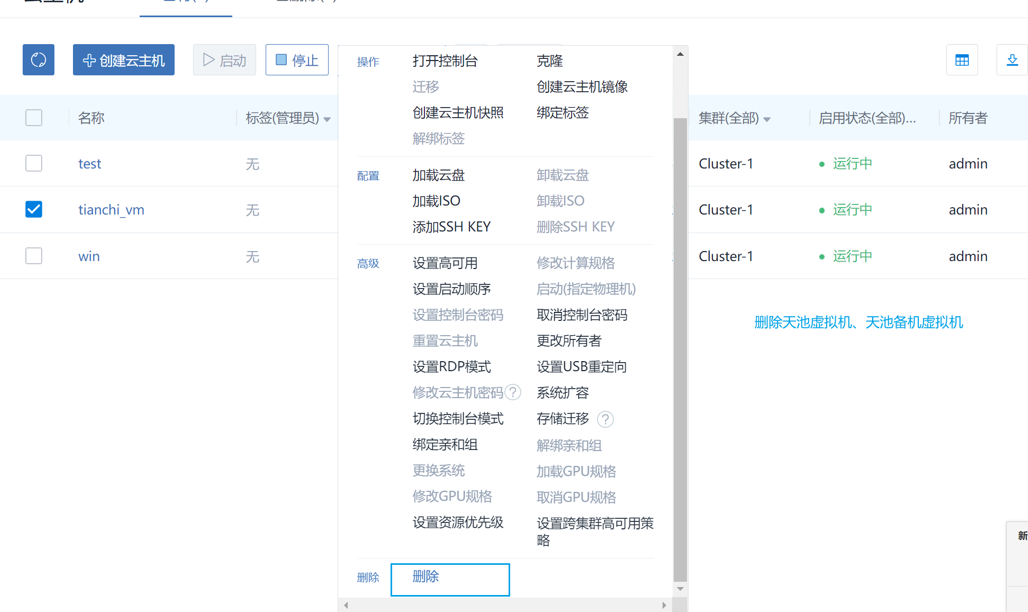 创建云主机
启动
停止
名称
标签(管理员)
集群(全部)
启用状态(全部)...
所有者
test
无
Cluster-1
运行中
admin
tianchi_vm
无
Cluster-1
运行中
admin
win
无
Cluster-1
运行中
admin
操作
打开控制台
克隆
迁移
创建云主机镜像
创建云主机快照
绑定标签
解绑标签
配置
加载云盘
卸载云盘
加载ISO
卸载ISO
添加SSH KEY
删除SSH KEY
高级
设置高可用
修改计算规格
设置启动顺序
启动(指定物理机)
设置控制台密码
取消控制台密码
重置云主机
更改所有者
设置RDP模式
设置USB重定向
修改云主机密码 ?
系统扩容
切换控制台模式
存储迁移 ?
绑定亲和组
解绑亲和组
更换系统
加载GPU规格
修改GPU规格
取消GPU规格
设置资源优先级
设置跨集群高可用策
略
删除
删除
删除天池虚拟机、天池备机虚拟机
新